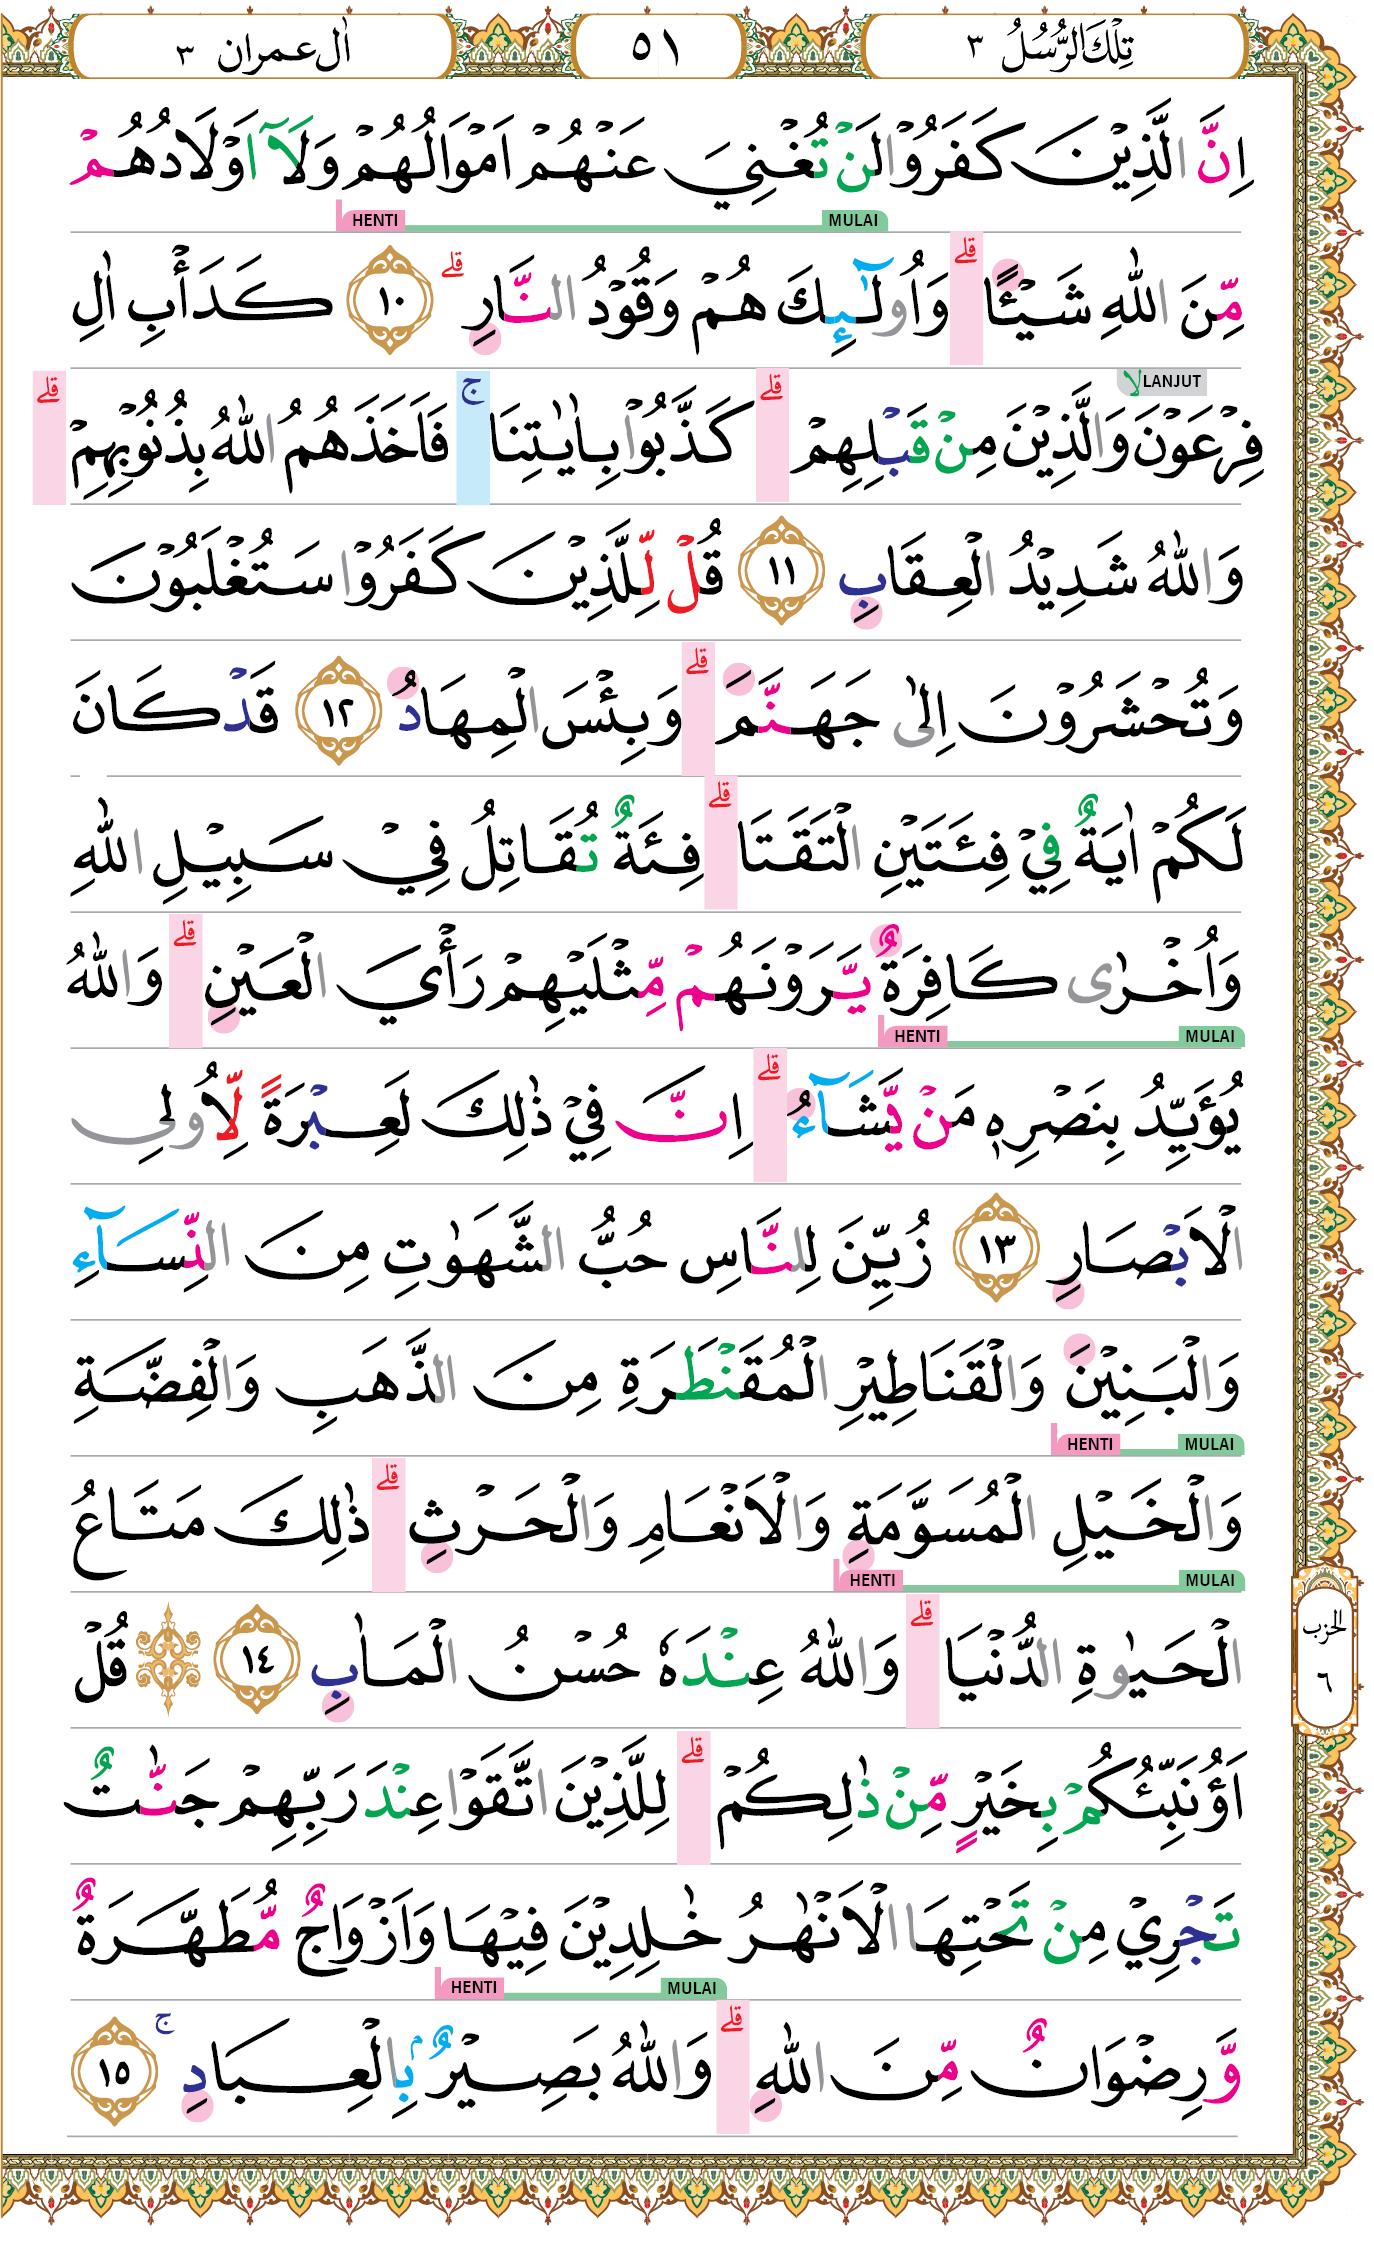 تِلْكَ الرُّسُلُ ٣
٥١
اٰل عمران ٣
اِنَّ الَّذِيْنَ كَفَرُوْا لَنْ تُغْنِيَ عَنْهُمْ اَمْوَالُهُمْ وَلَآ اَوْلَادُهُمْ
HENTI MULAI
مِّنَ اللّٰهِ شَيْـًٔا ۗ وَاُولٰۤىِٕكَ هُمْ وَقُوْدُ النَّارِ ۗ ١٠ كَدَأْبِ اٰلِ
لا LANJUT
فِرْعَوْنَ وَالَّذِيْنَ مِنْ قَبْلِهِمْ ۗ كَذَّبُوْا بِاٰيٰتِنَا ۚ فَاَخَذَهُمُ اللّٰهُ بِذُنُوْبِهِمْ ۗ
وَاللّٰهُ شَدِيْدُ الْعِقَابِ ١١ قُلْ لِّلَّذِيْنَ كَفَرُوْا سَتُغْلَبُوْنَ
وَتُحْشَرُوْنَ اِلٰى جَهَنَّمَ ۗ وَبِئْسَ الْمِهَادُ ١٢ قَدْ كَانَ
لَكُمْ اٰيَةٌ فِيْ فِئَتَيْنِ الْتَقَتَا ۗ فِئَةٌ تُقَاتِلُ فِيْ سَبِيْلِ اللّٰهِ
وَاُخْرٰى كَافِرَةٌ يَّرَوْنَهُمْ مِّثْلَيْهِمْ رَأْيَ الْعَيْنِ ۗ وَاللّٰهُ
HENTI MULAI
يُؤَيِّدُ بِنَصْرِهٖ مَنْ يَّشَاۤءُ ۗ اِنَّ فِيْ ذٰلِكَ لَعِبْرَةً لِّاُولِى
الْاَبْصَارِ ١٣ زُيِّنَ لِلنَّاسِ حُبُّ الشَّهَوٰتِ مِنَ النِّسَاۤءِ
وَالْبَنِيْنَ وَالْقَنَاطِيْرِ الْمُقَنْطَرَةِ مِنَ الذَّهَبِ وَالْفِضَّةِ
HENTI MULAI
وَالْخَيْلِ الْمُسَوَّمَةِ وَالْاَنْعَامِ وَالْحَرْثِ ۗ ذٰلِكَ مَتَاعُ
HENTI MULAI
الْحَيٰوةِ الدُّنْيَا ۗ وَاللّٰهُ عِنْدَهٗ حُسْنُ الْمَاٰبِ ١٤ ۞ قُلْ
الحزب
٦
اَؤُنَبِّئُكُمْ بِخَيْرٍ مِّنْ ذٰلِكُمْ ۗ لِلَّذِيْنَ اتَّقَوْا عِنْدَ رَبِّهِمْ جَنّٰتٌ
تَجْرِيْ مِنْ تَحْتِهَا الْاَنْهٰرُ خٰلِدِيْنَ فِيْهَا وَاَزْوَاجٌ مُّطَهَّرَةٌ
HENTI MULAI
وَّرِضْوَانٌ مِّنَ اللّٰهِ ۗ وَاللّٰهُ بَصِيْرٌۢ بِالْعِبَادِ ۚ ١٥